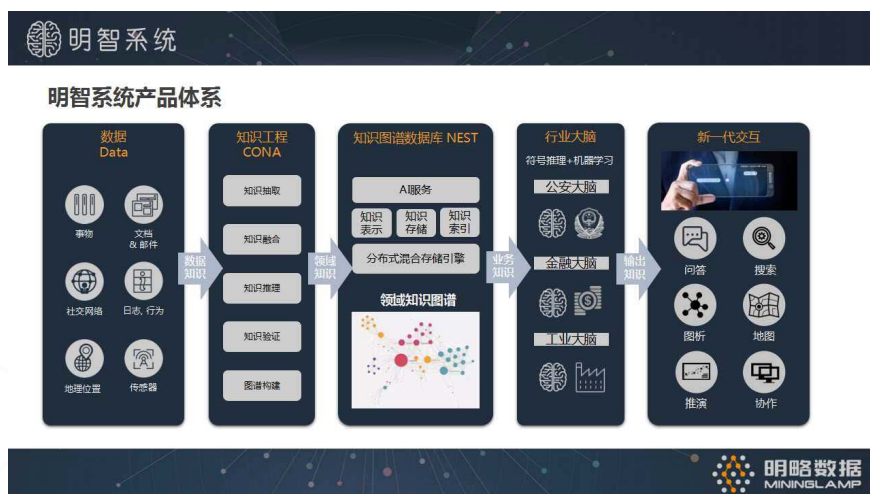 明智系统
明智系统产品体系
数据
Data
事物
文档
& 邮件
社交网络
日志, 行为
地理位置
传感器
数据
知识
知识工程
CONA
知识抽取
知识融合
知识推理
知识验证
图谱构建
领域
知识
知识图谱数据库 NEST
AI服务
知识
表示
知识
存储
知识
索引
分布式混合存储引擎
领域知识图谱
业务
知识
行业大脑
符号推理+机器学习
公安大脑
金融大脑
工业大脑
输出
知识
新一代交互
问答
搜索
图析
地图
推演
协作
明略数据
MININGLAMP